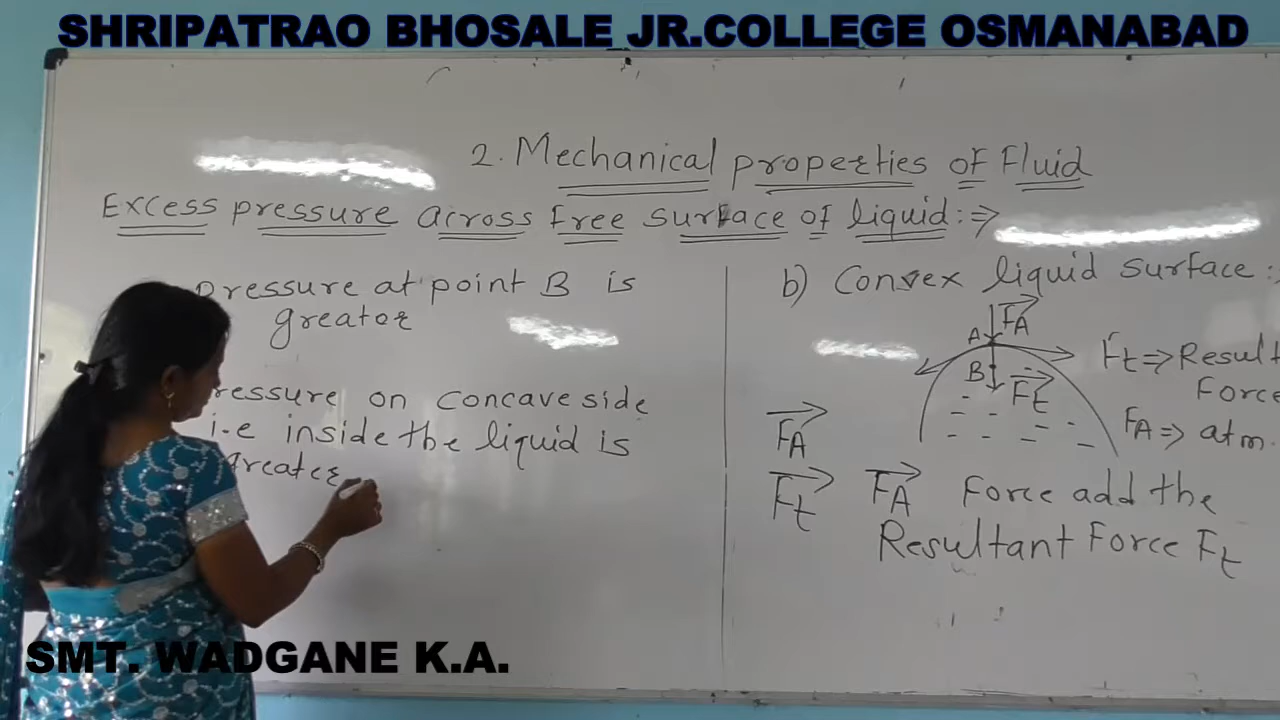 SHRIPATRAO BHOSALE JR.COLLEGE OSMANABAD
2. Mechanical properties of Fluid
Excess pressure across free surface of liquid:⇒
pressure at point B is
greator
pressure on concave side
i.e inside the liquid is
greater
b) Convex liquid surface:
FA
A
B
Ft
Ft ⇒ Result
Force
FA ⇒ atm.
FA
Ft FA Force add the
Resultant Force Ft
SMT. WADGANE K.A.